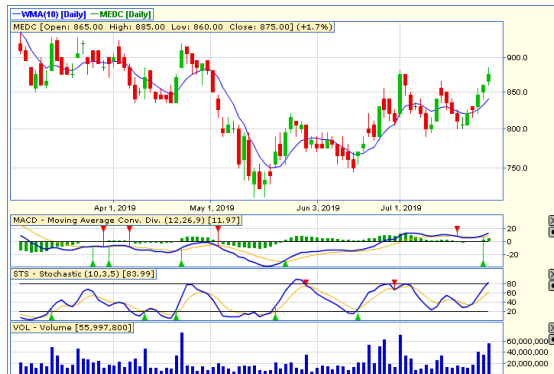 WMA(10) [Daily] MEDC [Daily]
MEDC [Open: 865.00 High: 885.00 Low: 860.00 Close: 875.00] (+1.7%)
900.0
850.0
800.0
750.0
Apr 1, 2019 May 1, 2019 Jun 3, 2019 Jul 1, 2019
MACD - Moving Average Conv. Div. (12,26,9) [11.97]
20
0
-20
STS - Stochastic (10,3,5) [83.99]
80
60
40
20
VOL - Volume [55,997,800]
60,000,000
40,000,000
20,000,000